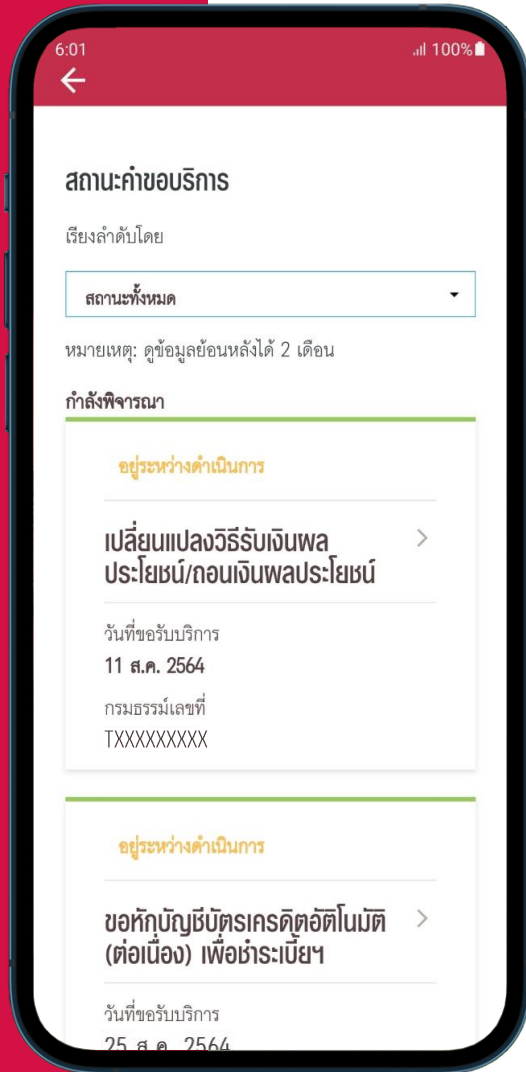 6:01 100%
สถานะคำขอบริการ
เรียงลำดับโดย
สถานะทั้งหมด
หมายเหตุ: ดูข้อมูลย้อนหลังได้ 2 เดือน
กำลังพิจารณา
อยู่ระหว่างดำเนินการ
เปลี่ยนแปลงวิธีรับเงินผล
ประโยชน์/ถอนเงินผลประโยชน์
วันที่ขอรับบริการ
11 ส.ค. 2564
กรมธรรม์เลขที่
TXXXXXXXXX
อยู่ระหว่างดำเนินการ
ขอหักบัญชีบัตรเครดิตอัติโนมัติ
(ต่อเนื่อง) เพื่อชำระเบี้ยฯ
วันที่ขอรับบริการ
25 ส.ค. 2564